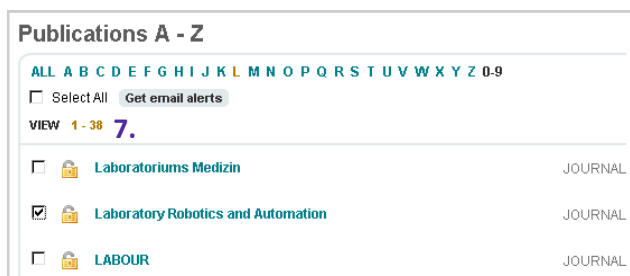 Publications A - Z
ALL A B C D E F G H I J K L M N O P Q R S T U V W X Y Z 0-9
Select All Get email alerts
VIEW 1 - 38 7.
Laboratoriums Medizin JOURNAL
Laboratory Robotics and Automation JOURNAL
LABOUR JOURNAL